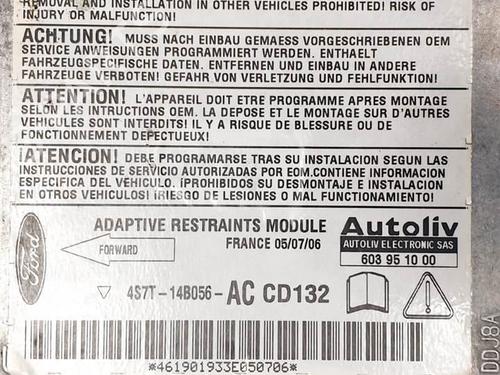 REMOVAL AND INSTALLATION IN OTHER VEHICLES PROHIBITED! RISK OF
INJURY OR MALFUNCTION!
ACHTUNG! MUSS NACH EINBAU GEMAESS VORGESCHRIEBENEN OEM
SERVICE ANWEISUNGEN PROGRAMMIERT WERDEN. ENTHAELT
FAHRZEUGSPEZIFISCHE DATEN. ENTFERNEN UND EINBAU IN ANDERE
FAHRZEUGE VERBOTEN! GEFAHR VON VERLETZUNG UND FEHLFUNKTION!
ATTENTION! L'APPAREIL DOIT ETRE PROGRAMME APRES MONTAGE
SELON LES INTRUCTIONS OEM. LA DEPOSE ET LE MONTAGE SUR D'AUTRES
VEHICULES SONT INTERDITS! IL Y A RISQUE DE BLESSURE OU DE
FONCTIONNEMENT DEFECTUEUX!
¡ATENCION! DEBE PROGRAMARSE TRAS SU INSTALACION SEGUN LAS
INSTRUCCIONES DE SERVICIO AUTORIZADAS POR EOM.CONTIENE INFORMACION
ESPECIFICA DEL VEHICULO. ¡PROHIBIDO SU DESMONTAJE E INSTALACION
EN OTROS VEHICULOS! ¡RIESGO DE LESIONES O MAL FUNCIONAMIENTO!
Ford
FORWARD
ADAPTIVE RESTRAINTS MODULE
FRANCE 05/07/06
Autoliv
AUTOLIV ELECTRONIC SAS
603 95 10 00
4S7T-14B056-AC CD132
*461901933E050706*
DDJ8A